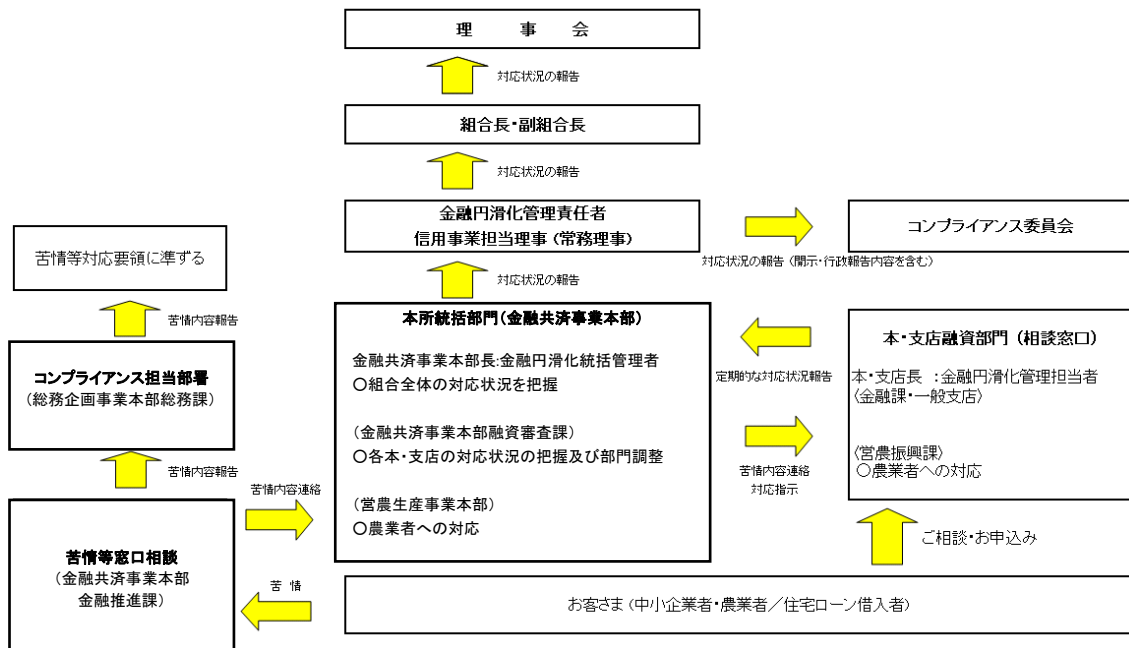 理 事 会
対応状況の報告
組合長・副組合長
対応状況の報告
金融円滑化管理責任者
信用事業担当理事（常務理事）
コンプライアンス委員会
対応状況の報告（開示・行政報告内容を含む）
対応状況の報告
苦情等対応要領に準ずる
苦情内容報告
コンプライアンス担当部署
（総務企画事業本部総務課）
苦情内容報告
苦情等窓口相談
（金融共済事業本部
金融推進課）
苦情内容連絡
苦 情
本所統括部門（金融共済事業本部）
金融共済事業本部長：金融円滑化統括管理者
○組合全体の対応状況を把握
（金融共済事業本部融資審査課）
○各本・支店の対応状況の把握及び部門調整
（営農生産事業本部）
○農業者への対応
定期的な対応状況報告
苦情内容連絡
対応指示
本・支店融資部門（相談窓口）
本・支店長 ：金融円滑化管理担当者
〈金融課・一般支店〉
〈営農振興課〉
○農業者への対応
ご相談・お申込み
お客さま（中小企業者・農業者／住宅ローン借入者）